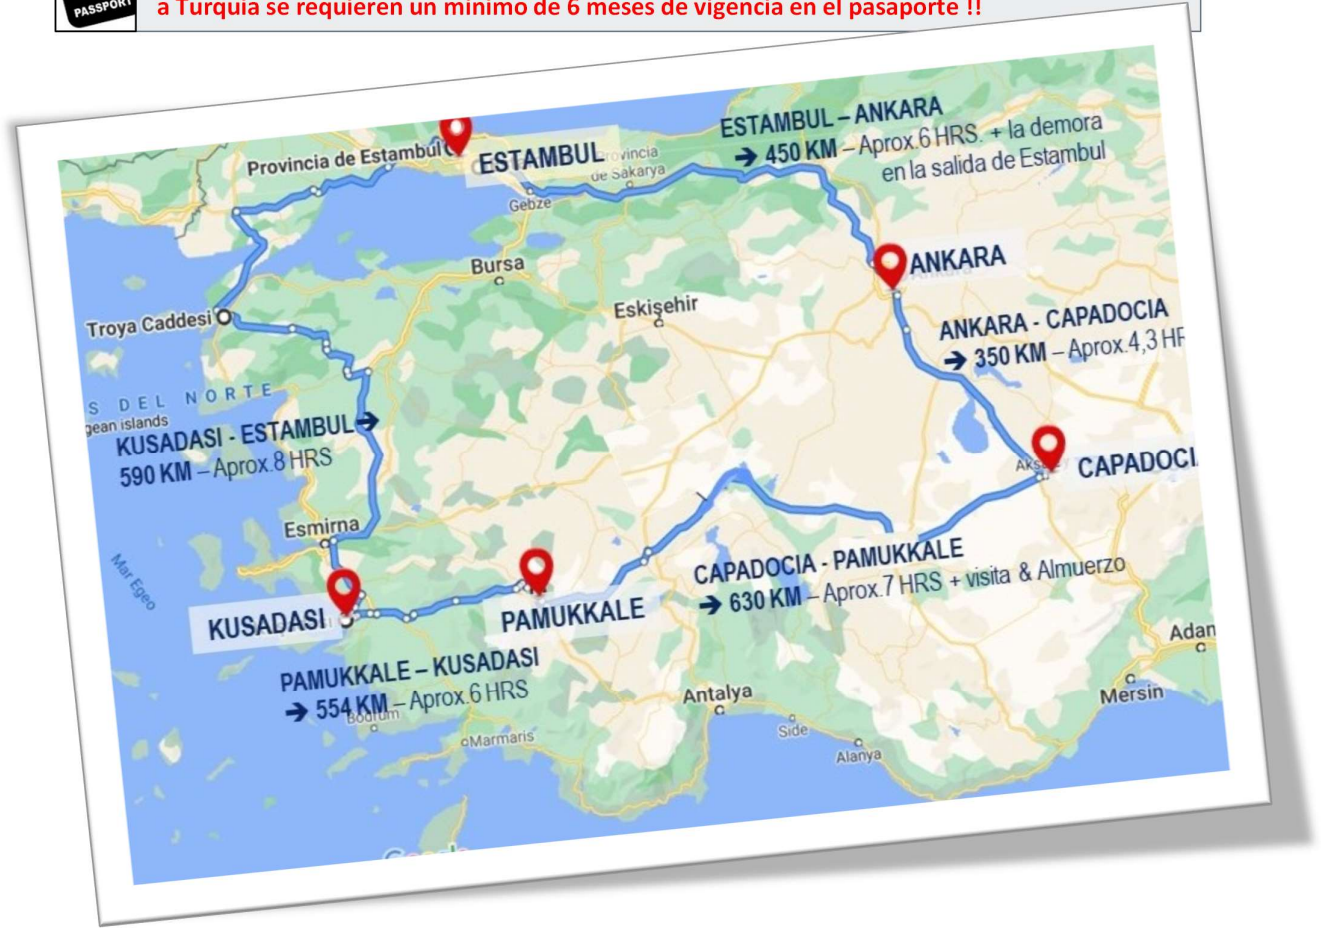 PASSPORT
a Turquía se requieren un mínimo de 6 meses de vigencia en el pasaporte !!
ESTAMBUL – ANKARA
➔ 450 KM – Aprox.6 HRS. + la demora
en la salida de Estambul
Provincia de Estambul
ESTAMBUL
rovincia
de Sakarya
Gebze
Bursa
ANKARA
Eskişehir
Troya Caddesi
ANKARA - CAPADOCIA
➔ 350 KM – Aprox.4,3 HR
S DEL NORTE
gean islands
KUSADASI - ESTAMBUL ➔
590 KM – Aprox.8 HRS
CAPADOCI
Esmirna
Mar Egeo
CAPADOCIA - PAMUKKALE
➔ 630 KM – Aprox.7 HRS + visita & Almuerzo
PAMUKKALE
KUSADASI
Adan
PAMUKKALE – KUSADASI
➔ 554 KM – Aprox.6 HRS
Bodrum
Marmaris
Antalya
Side
Alanya
Mersin